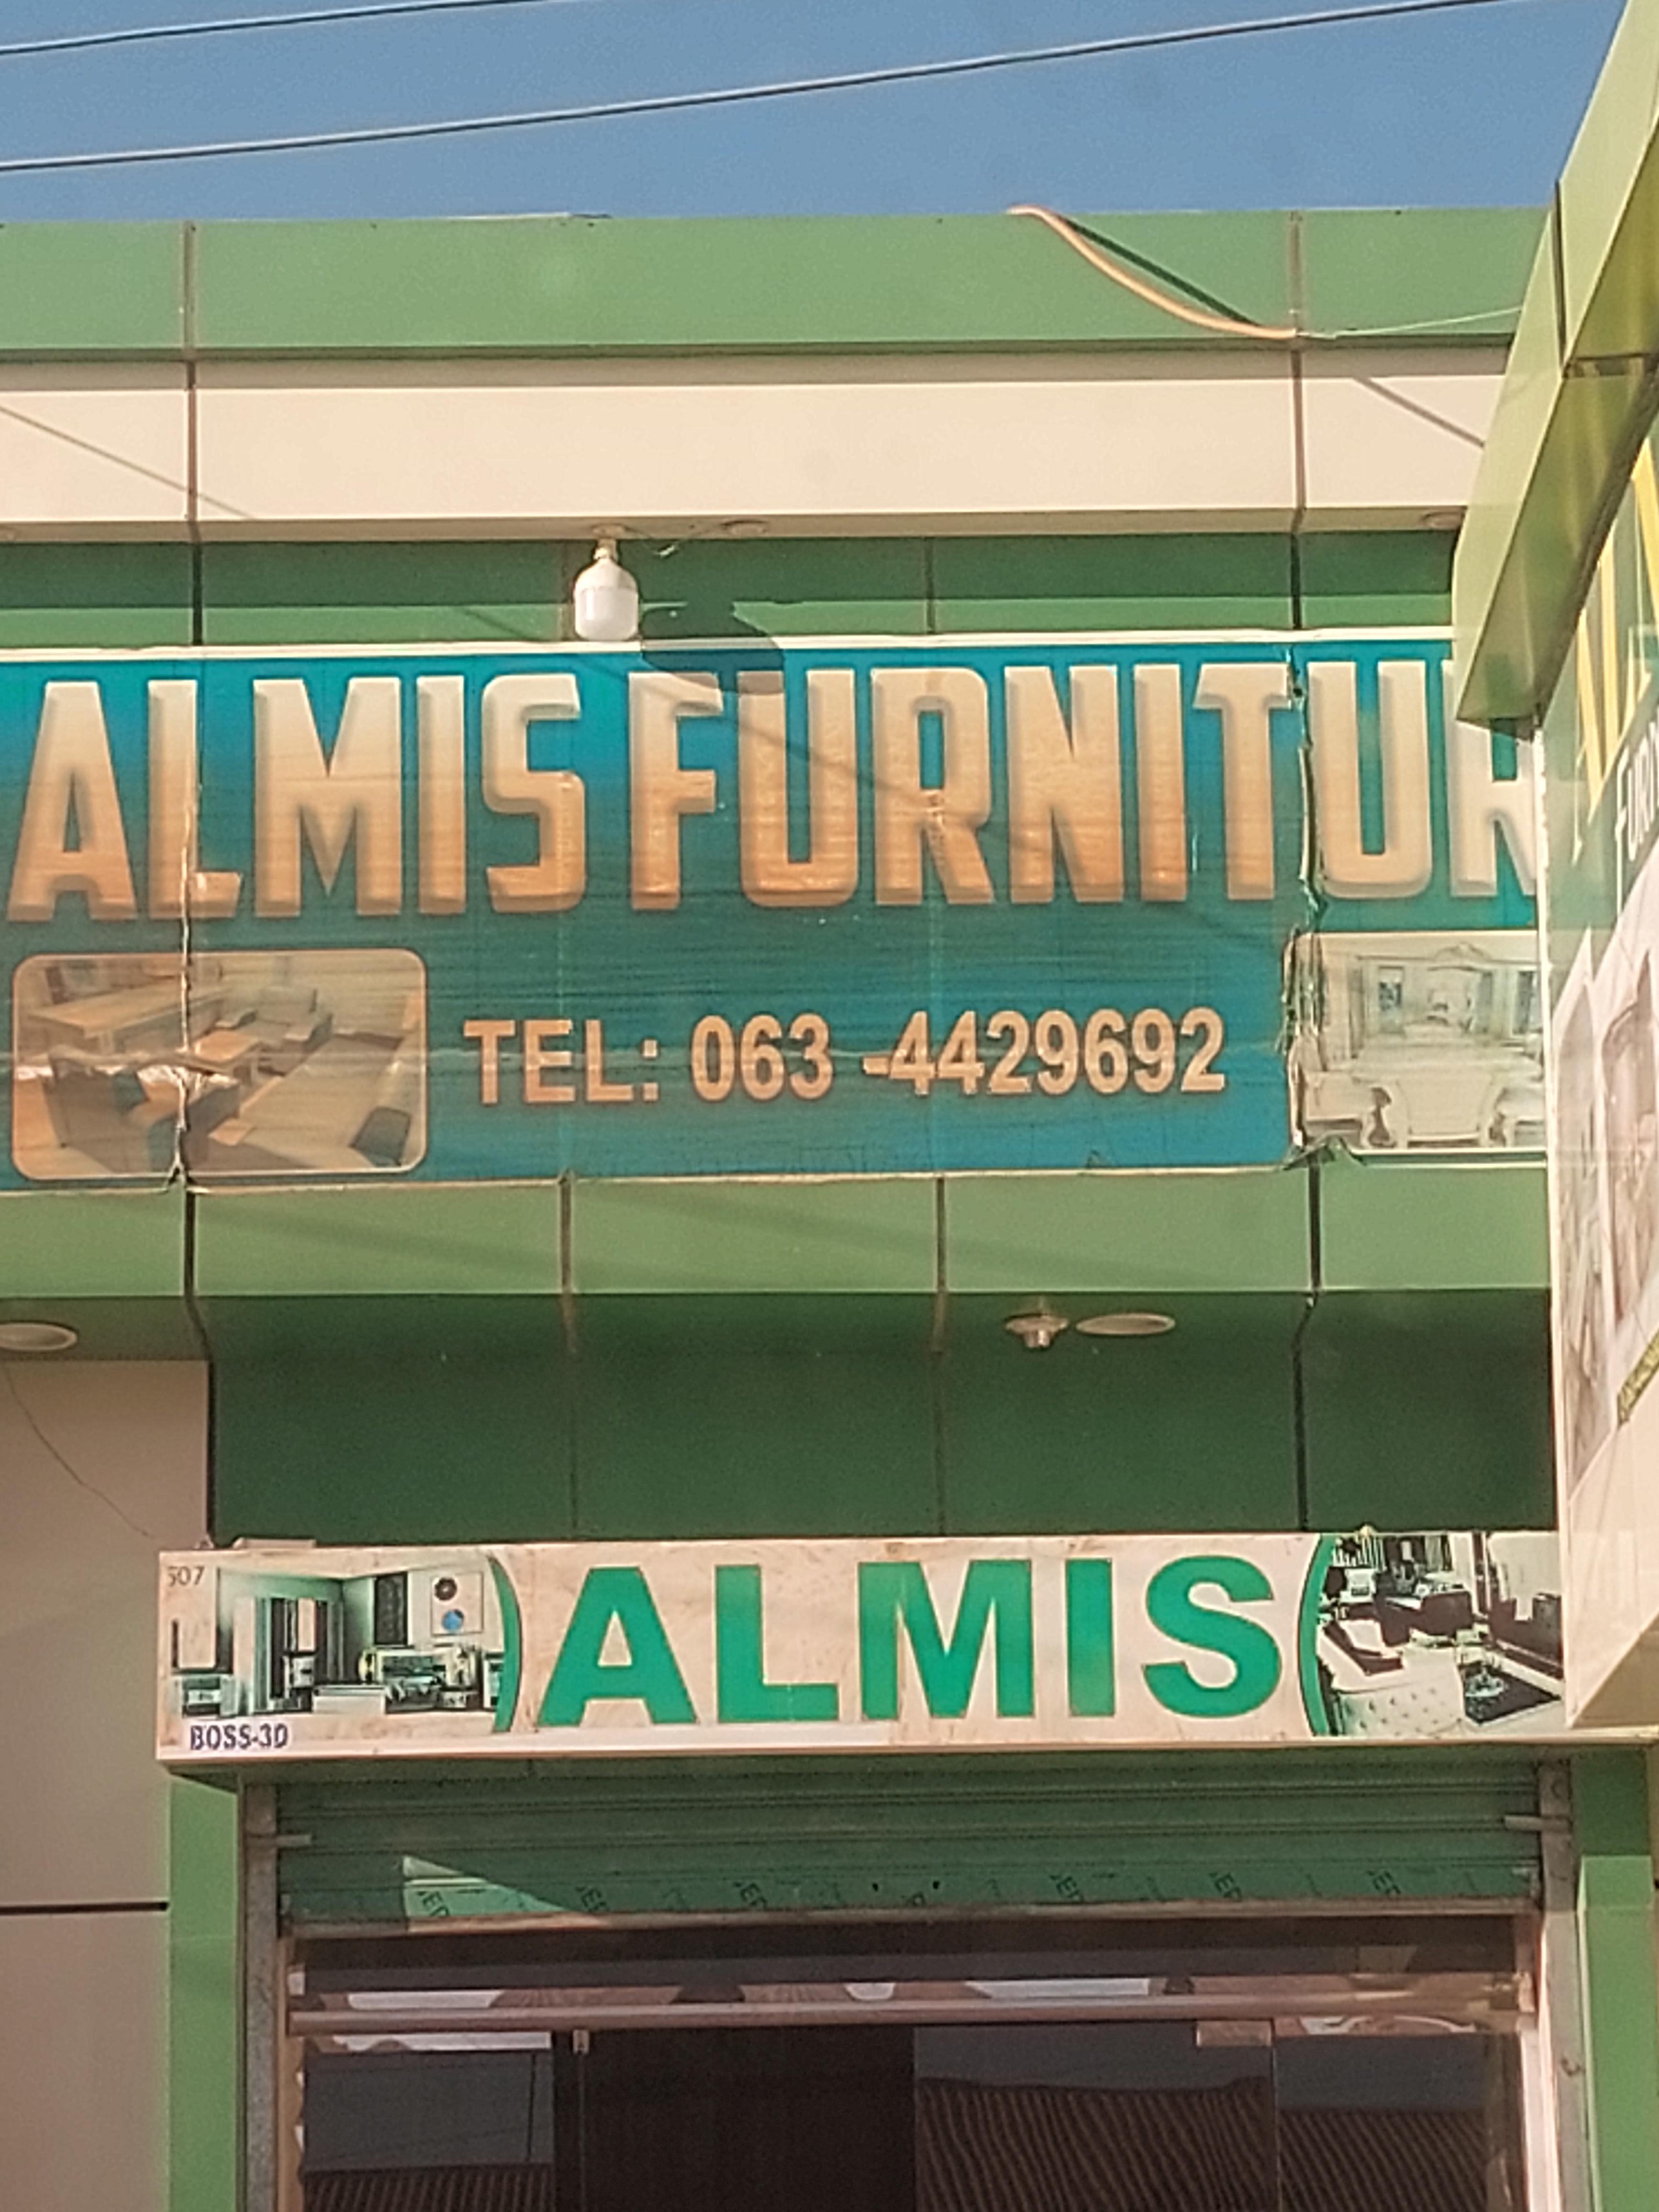 ALMIS FURNITUR
TEL: 063 -4429692
507
ALMIS
BOSS-3D